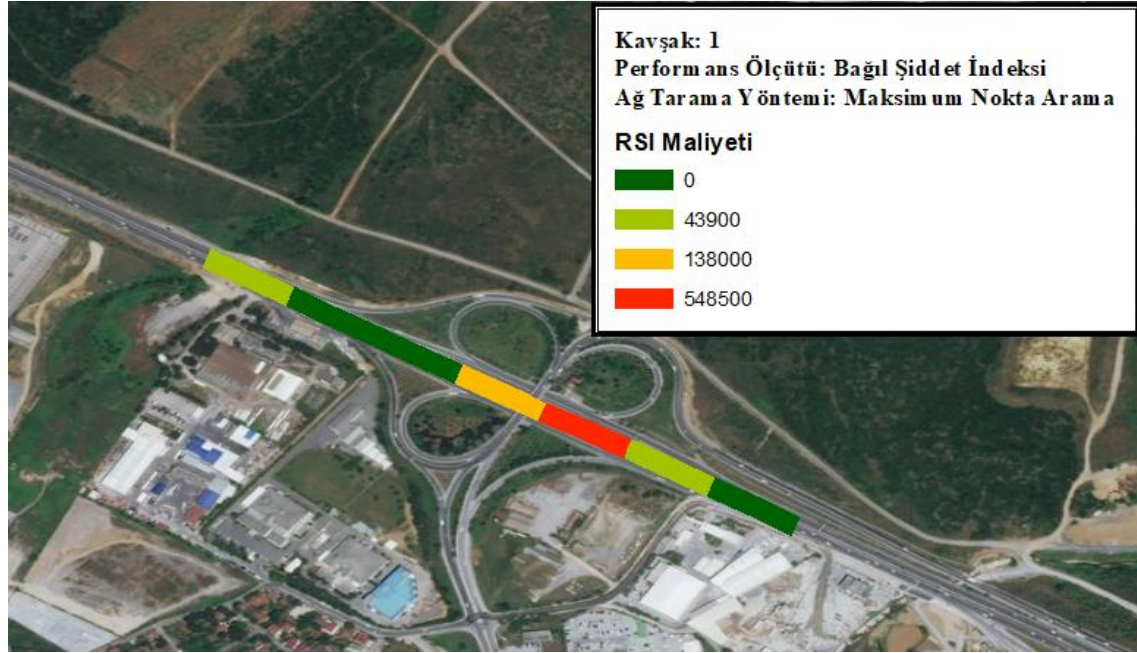 Kavşak: 1
Performans Ölçütü: Bağıl Şiddet İndeksi
Ağ Tarama Yöntemi: Maksimum Nokta Arama
RSI Maliyeti
0
43900
138000
548500